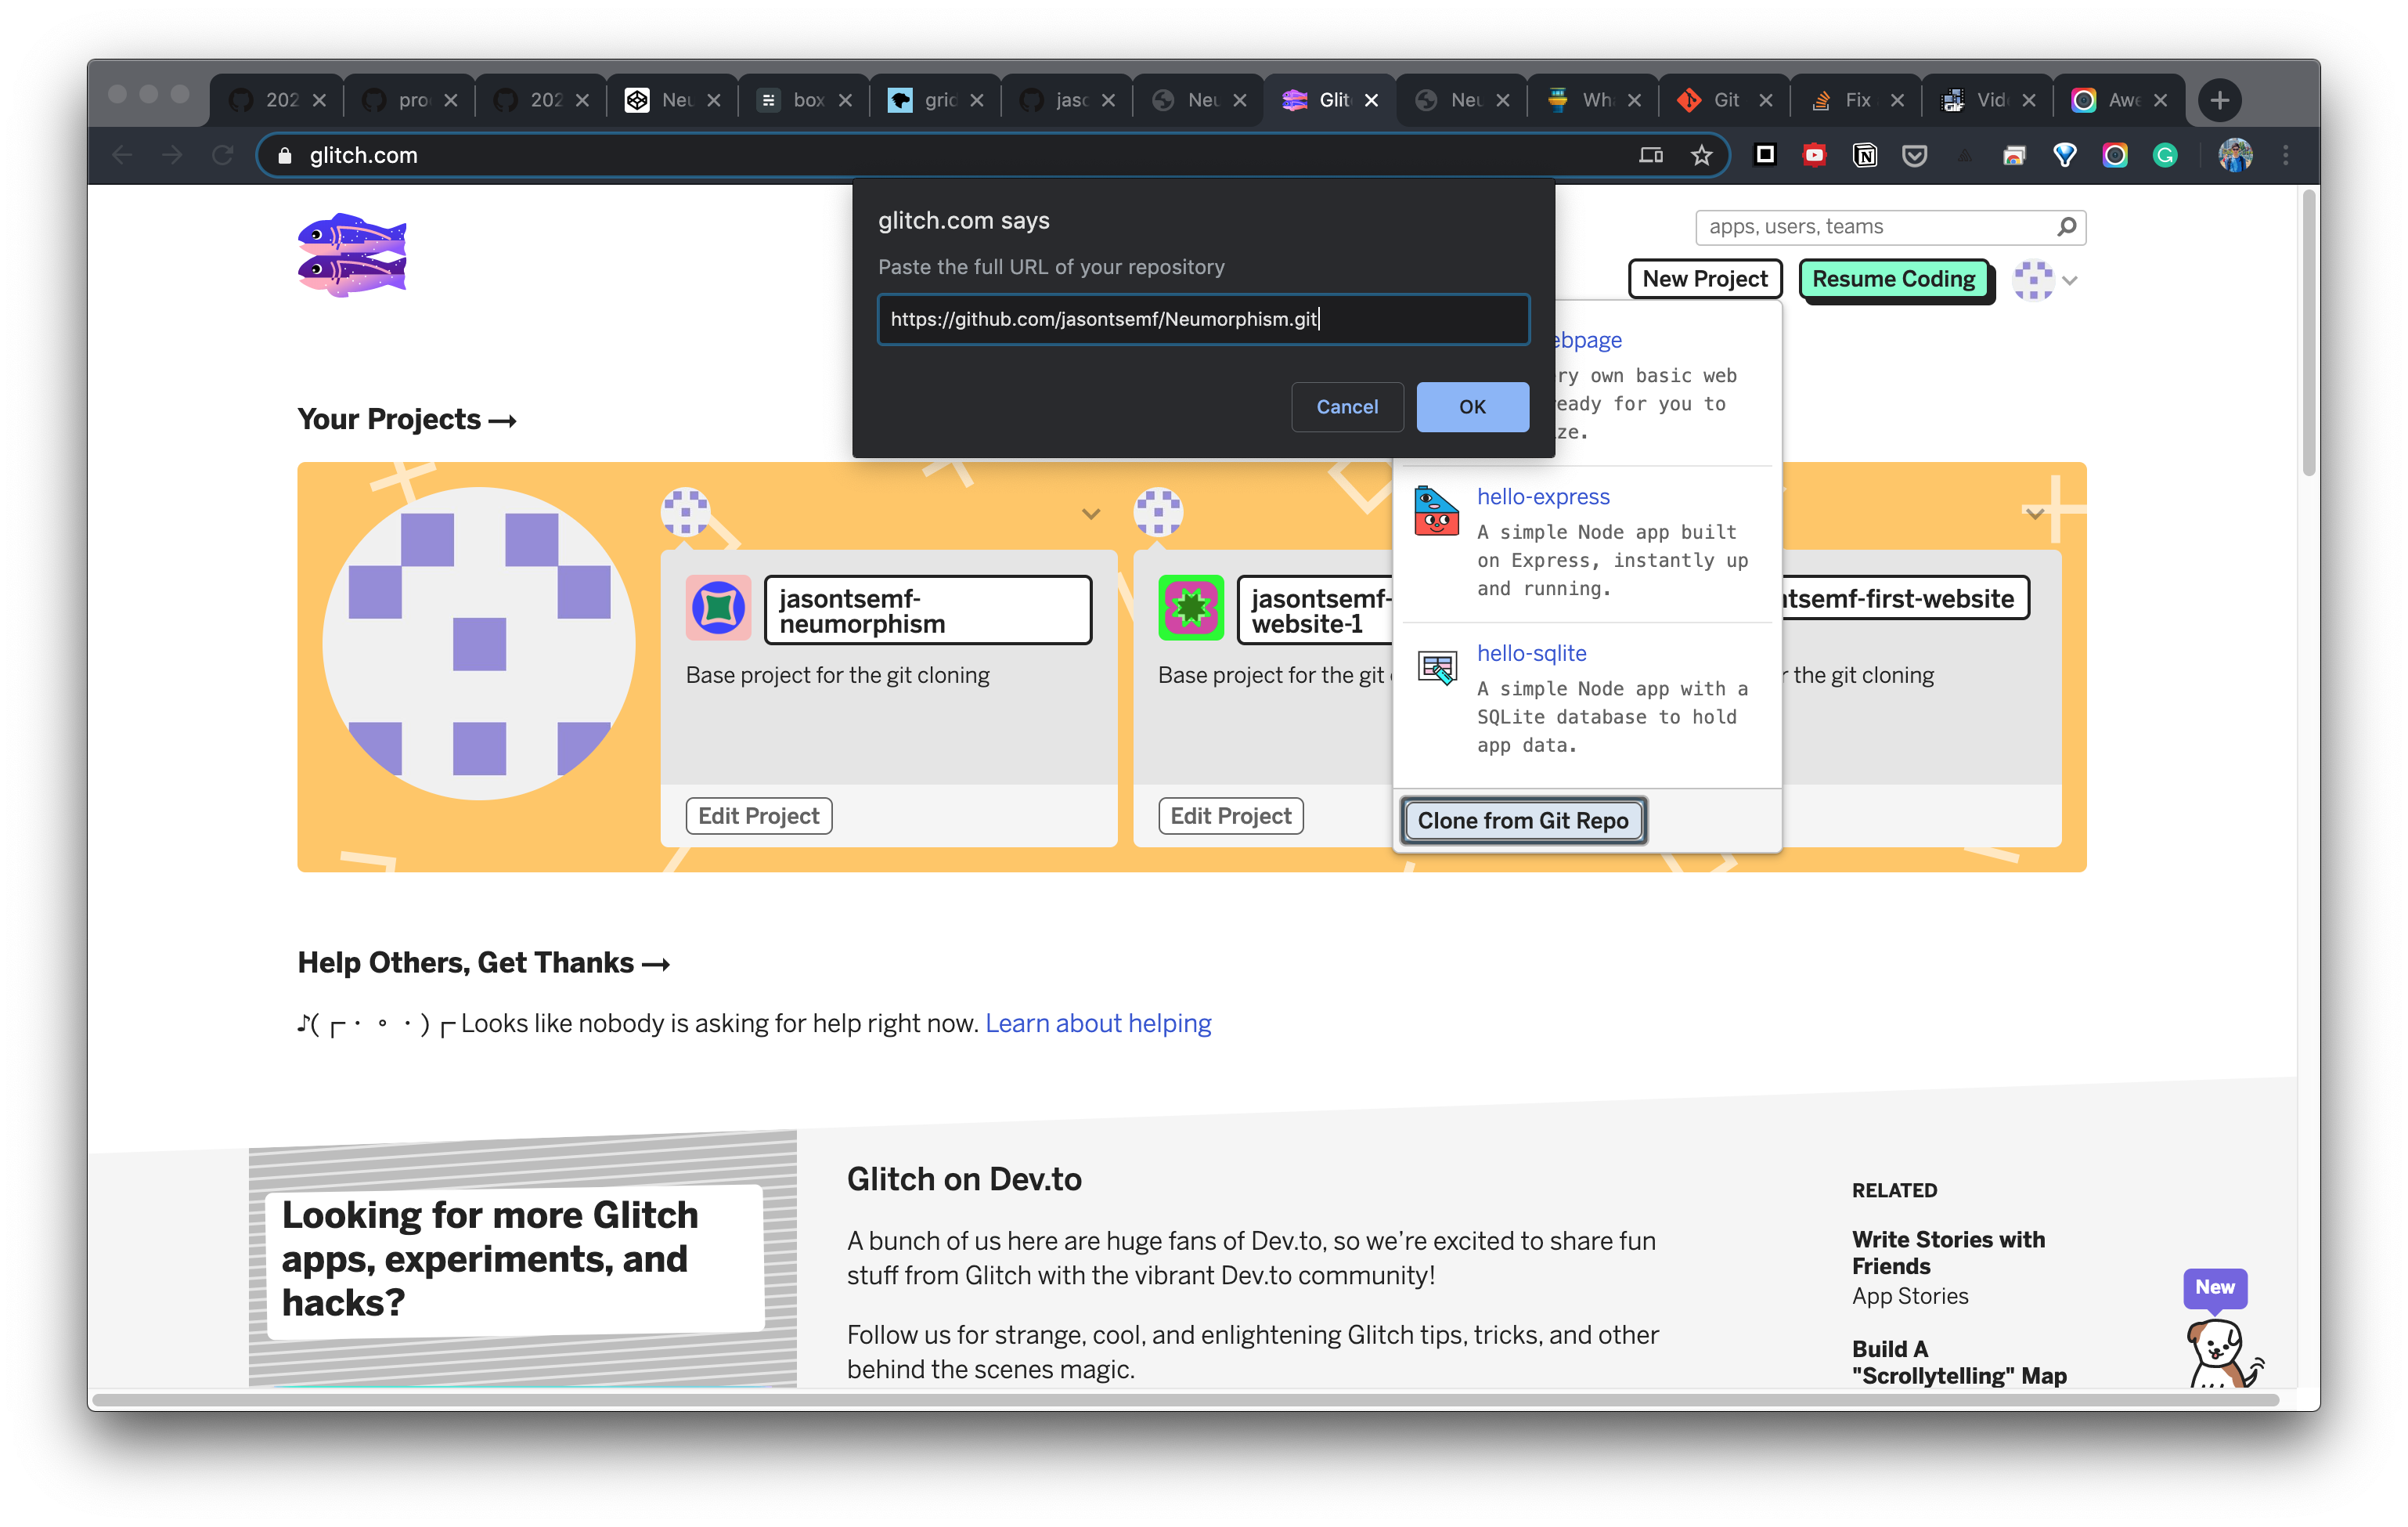 202
pro
202
Neu
box
grid
jaso
Neu
Glit
Neu
Wha
Git
Fix
Vid
Awe
glitch.com
glitch.com says
Paste the full URL of your repository
https://github.com/jasontsemf/Neumorphism.git
Cancel
OK
apps, users, teams
New Project
Resume Coding
ebpage
ry own basic web
eady for you to
ze.
hello-express
A simple Node app built
on Express, instantly up
and running.
hello-sqlite
A simple Node app with a
SQLite database to hold
app data.
Clone from Git Repo
Your Projects →
jasontsemf-
neumorphism
Base project for the git cloning
Edit Project
jasontsemf-
website-1
Base project for the git
Edit Project
tsemf-first-website
r the git cloning
Help Others, Get Thanks →
♪(┌・。・)┌ Looks like nobody is asking for help right now. Learn about helping
Looking for more Glitch
apps, experiments, and
hacks?
Glitch on Dev.to
A bunch of us here are huge fans of Dev.to, so we’re excited to share fun
stuff from Glitch with the vibrant Dev.to community!
Follow us for strange, cool, and enlightening Glitch tips, tricks, and other
behind the scenes magic.
RELATED
Write Stories with
Friends
App Stories
Build A
"Scrollytelling" Map
New